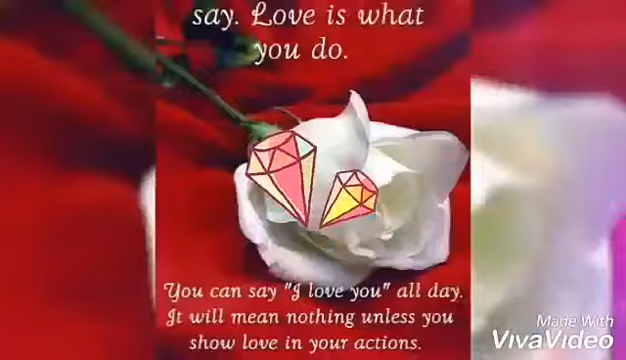 say. Love is what
you do.
You can say "I love you" all day.
It will mean nothing unless you
show love in your actions.
Made With
VivaVideo